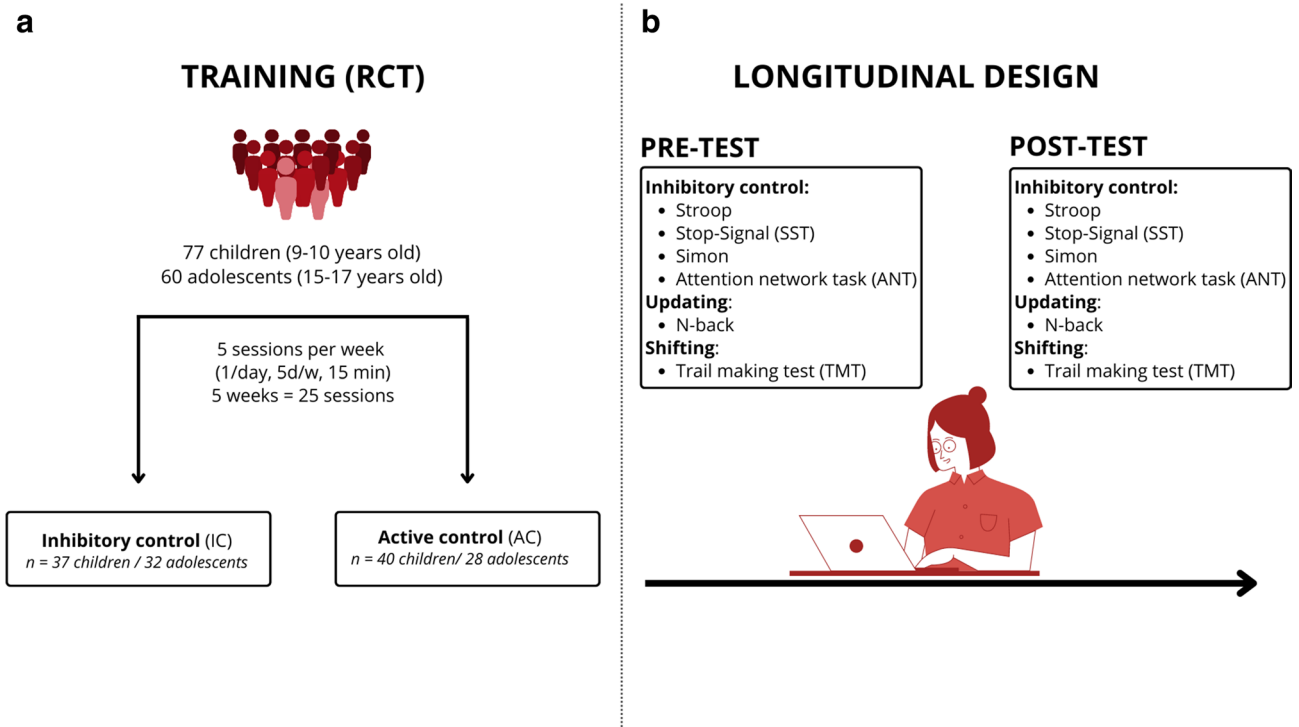 a
TRAINING (RCT)
77 children (9-10 years old)
60 adolescents (15-17 years old)
5 sessions per week
(1/day, 5d/w, 15 min)
5 weeks = 25 sessions
Inhibitory control (IC)
n = 37 children / 32 adolescents
Active control (AC)
n = 40 children/ 28 adolescents
b
LONGITUDINAL DESIGN
PRE-TEST
Inhibitory control:
• Stroop
• Stop-Signal (SST)
• Simon
• Attention network task (ANT)
Updating:
• N-back
Shifting:
• Trail making test (TMT)
POST-TEST
Inhibitory control:
• Stroop
• Stop-Signal (SST)
• Simon
• Attention network task (ANT)
Updating:
• N-back
Shifting:
• Trail making test (TMT)